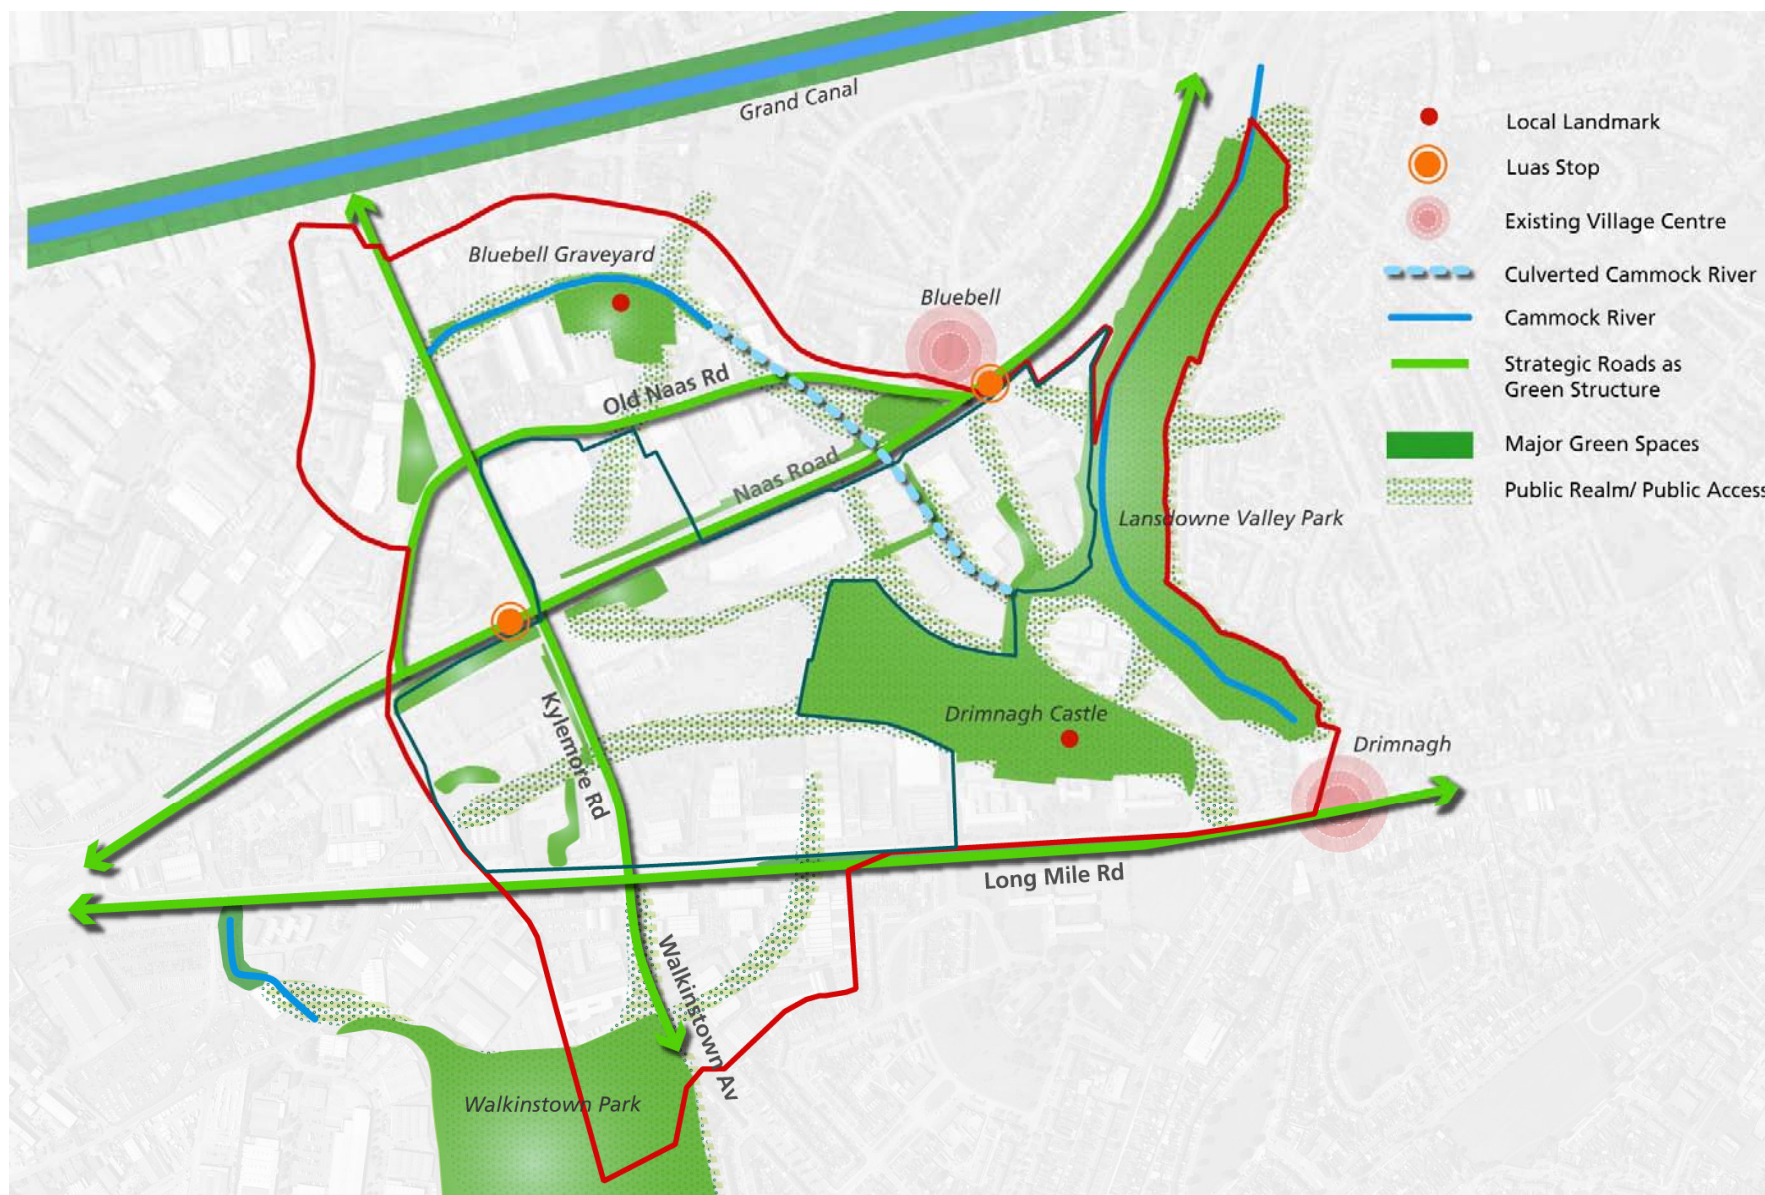 Grand Canal
Local Landmark
Luas Stop
Existing Village Centre
Culverted Cammock River
Cammock River
Strategic Roads as
Green Structure
Major Green Spaces
Public Realm/ Public Access
Bluebell Graveyard
Bluebell
Old Naas Rd
Naas Road
Lansdowne Valley Park
Kylemore Rd
Drimnagh Castle
Drimnagh
Long Mile Rd
Walkinstown Av
Walkinstown Park